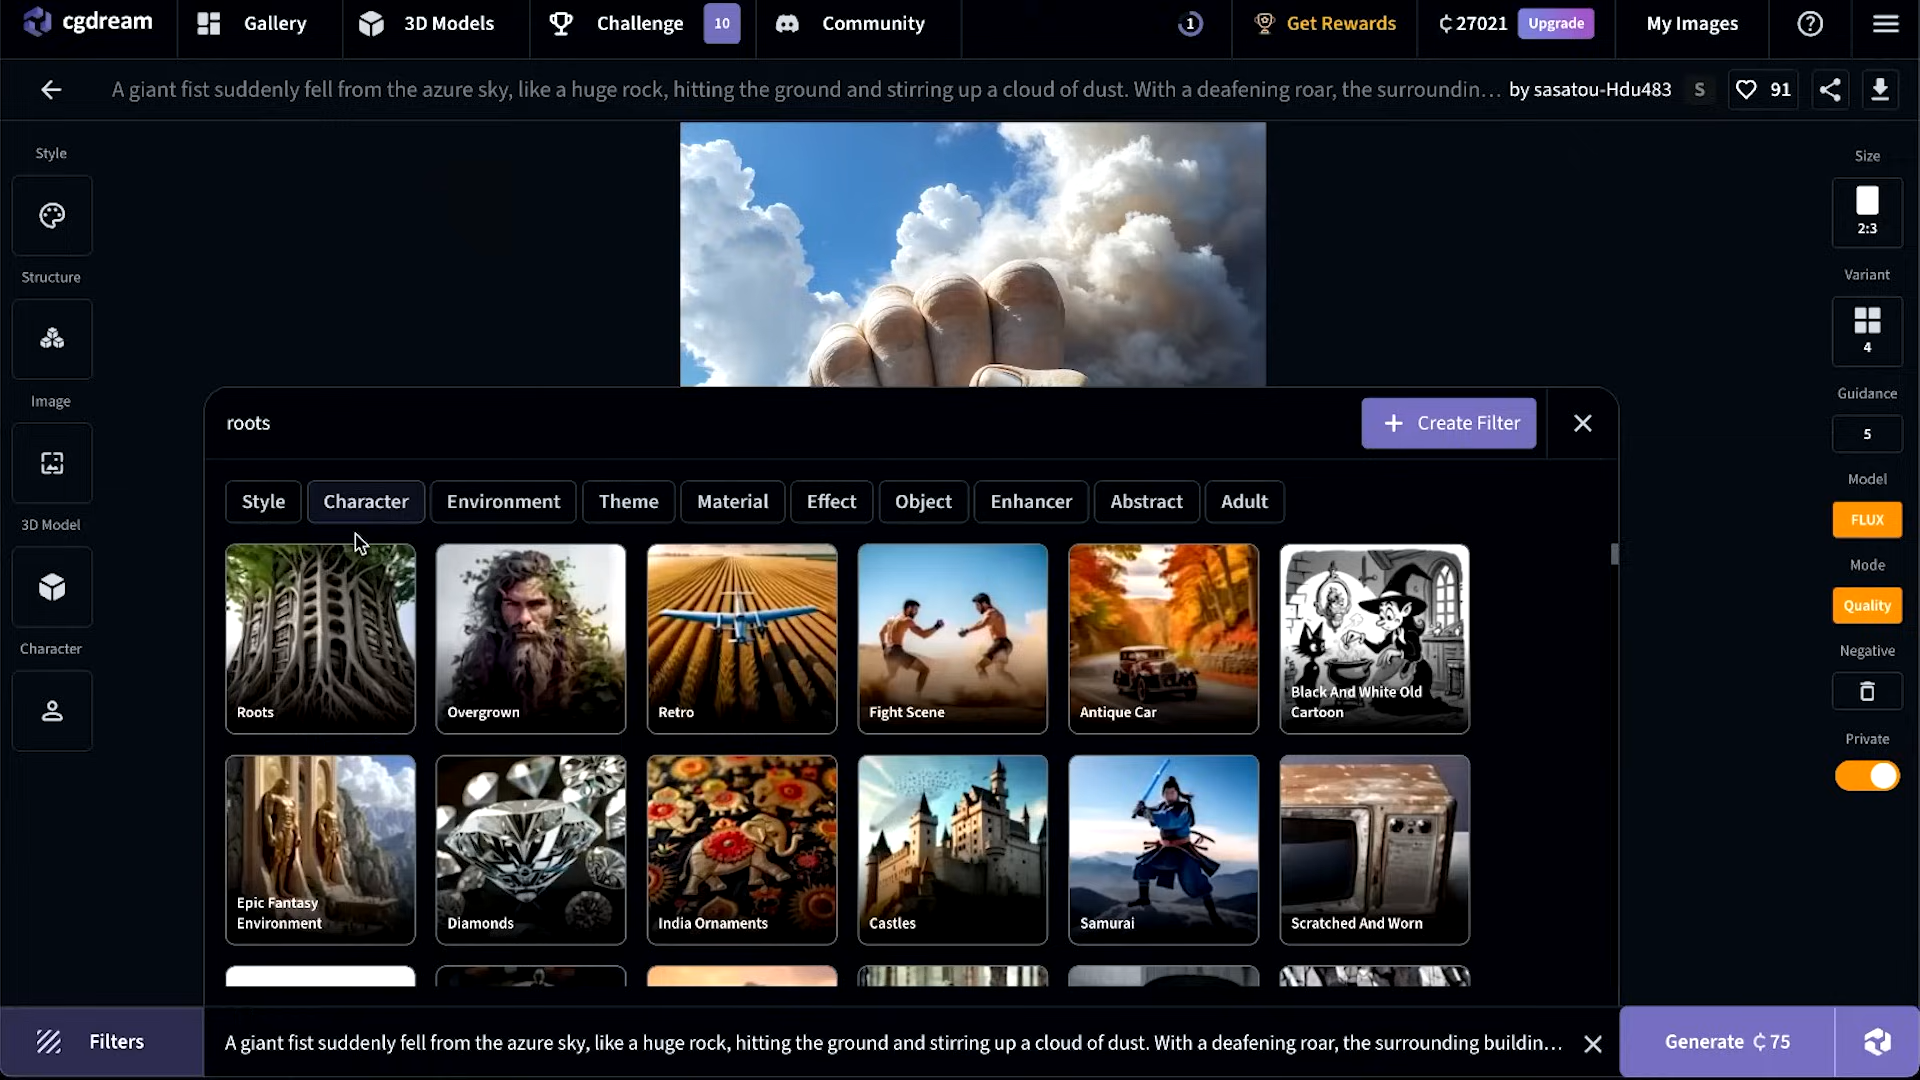 cgdream
Gallery
3D Models
Challenge
10
Community
1
Get Rewards
₵ 27021
Upgrade
My Images
A giant fist suddenly fell from the azure sky, like a huge rock, hitting the ground and stirring up a cloud of dust. With a deafening roar, the surroundin...
by sasatou-Hdu483
S
91
Style
Structure
Image
3D Model
Character
Size
2:3
Variant
4
Guidance
5
Model
FLUX
Mode
Quality
Negative
Private
roots
+ Create Filter
Style
Character
Environment
Theme
Material
Effect
Object
Enhancer
Abstract
Adult
Roots
Overgrown
Retro
Fight Scene
Antique Car
Black And White Old
Cartoon
Epic Fantasy
Environment
Diamonds
India Ornaments
Castles
Samurai
Scratched And Worn
Filters
A giant fist suddenly fell from the azure sky, like a huge rock, hitting the ground and stirring up a cloud of dust. With a deafening roar, the surrounding buildin...
Generate ₵ 75